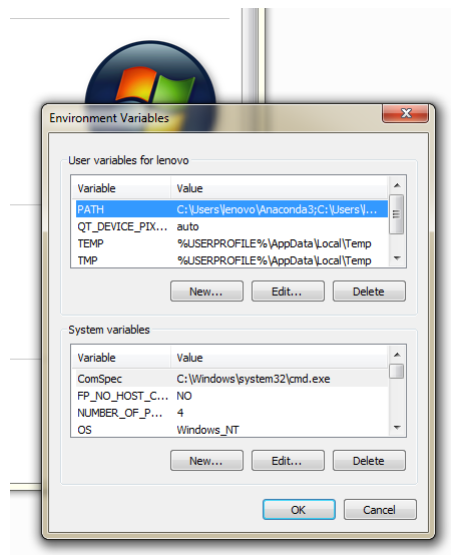 Environment Variables
User variables for lenovo
Variable Value
PATH C:\Users\lenovo\Anaconda3;C:\Users\l...
QT_DEVICE_PIX... auto
TEMP %USERPROFILE%\AppData\Local\Temp
TMP %USERPROFILE%\AppData\Local\Temp
New... Edit... Delete
System variables
Variable Value
ComSpec C:\Windows\system32\cmd.exe
FP_NO_HOST_C... NO
NUMBER_OF_P... 4
OS Windows_NT
New... Edit... Delete
OK Cancel